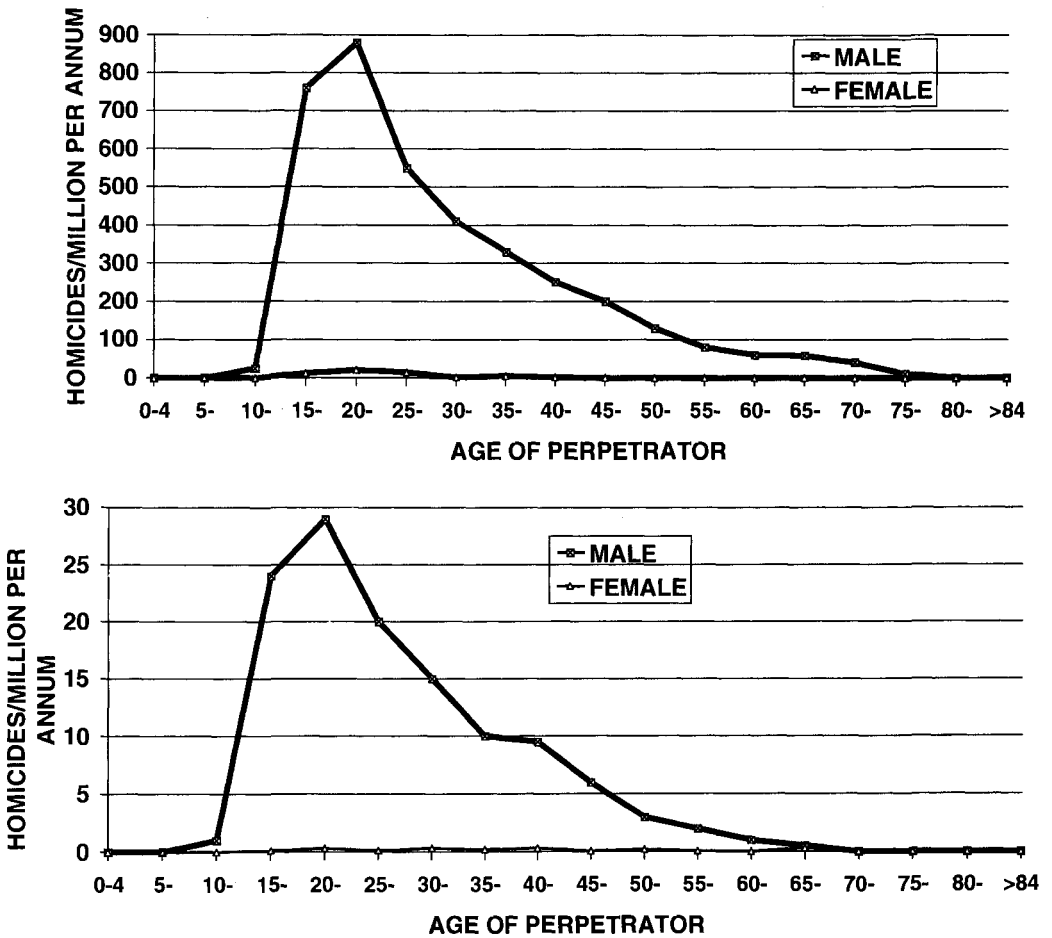 HOMICIDES/MILLION PER ANNUM
900
800
700
600
500
400
300
200
100
0
MALE
FEMALE
0-4 5- 10- 15- 20- 25- 30- 35- 40- 45- 50- 55- 60- 65- 70- 75- 80- >84
AGE OF PERPETRATOR
HOMICIDES/MILLION PER
ANNUM
30
25
20
15
10
5
0
MALE
FEMALE
0-4 5- 10- 15- 20- 25- 30- 35- 40- 45- 50- 55- 60- 65- 70- 75- 80- >84
AGE OF PERPETRATOR